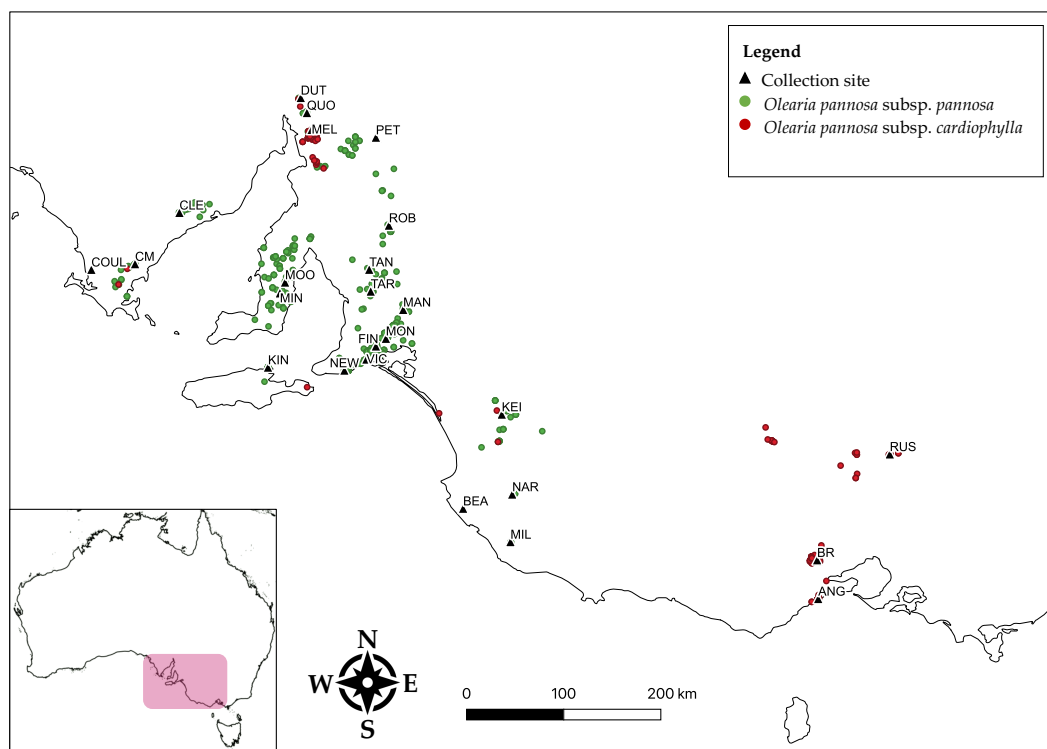 Legend
Collection site
Olearia pannosa subsp. pannosa
Olearia pannosa subsp. cardiophylla
DUT
QUO
MEL
PET
CLE
ROB
COUL
CM
TAN
MOO
TAR
MIN
MAN
FIN
MON
KIN
NEW
VIC
KEI
RUS
NAR
BEA
MIL
BR
ANG
N
W
E
S
0 100 200 km